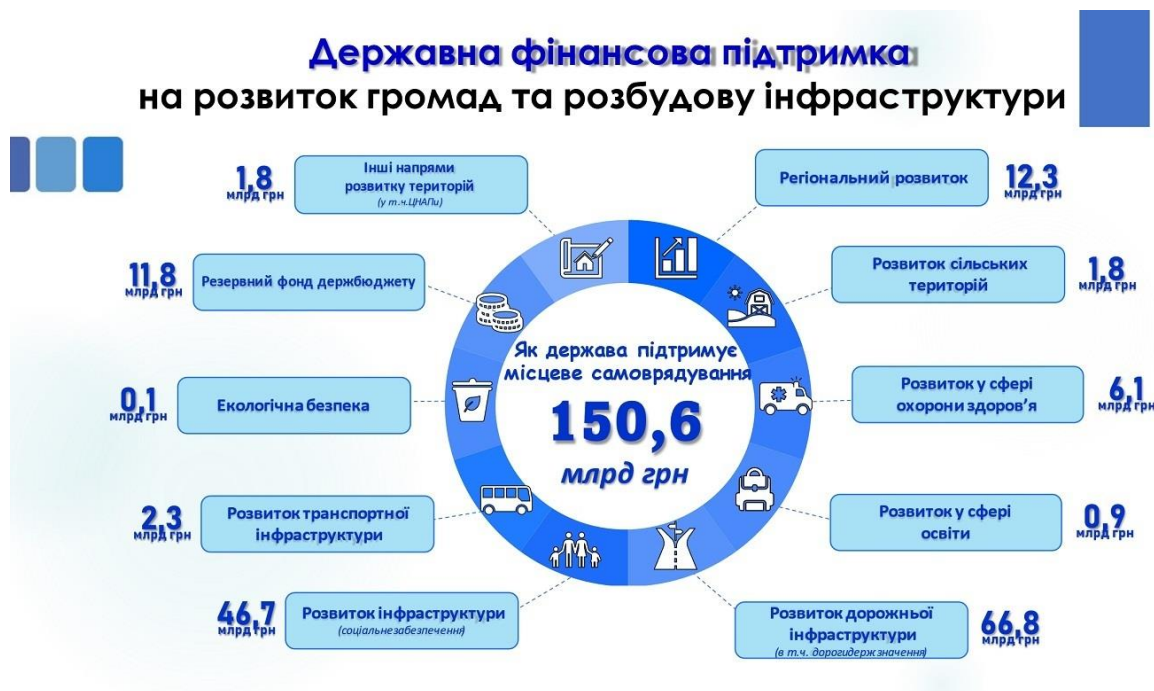 Державна фінансова підтримка
на розвиток громад та розбудову інфраструктури
1,8
млрд грн
Інші напрями
розвитку територій
(у т.ч.ЦНАПи)
Регіональний розвиток
12,3
млрд грн
11,8
млрд грн
Резервний фонд держбюджету
Розвиток сільських
територій
1,8
млрд грн
Як держава підтримує
місцеве самоврядування
150,6
млрд грн
0,1
млрд грн
Екологічна безпека
Розвиток у сфері
охорони здоров’я
6,1
млрд грн
2,3
млрд грн
Розвиток транспортної
інфраструктури
Розвиток у сфері
освіти
0,9
млрд грн
46,7
млрд грн
Розвиток інфраструктури
(соціальнезабезпечення)
Розвиток дорожньої
інфраструктури
(в т.ч. дорогидержзначення)
66,8
млрд грн